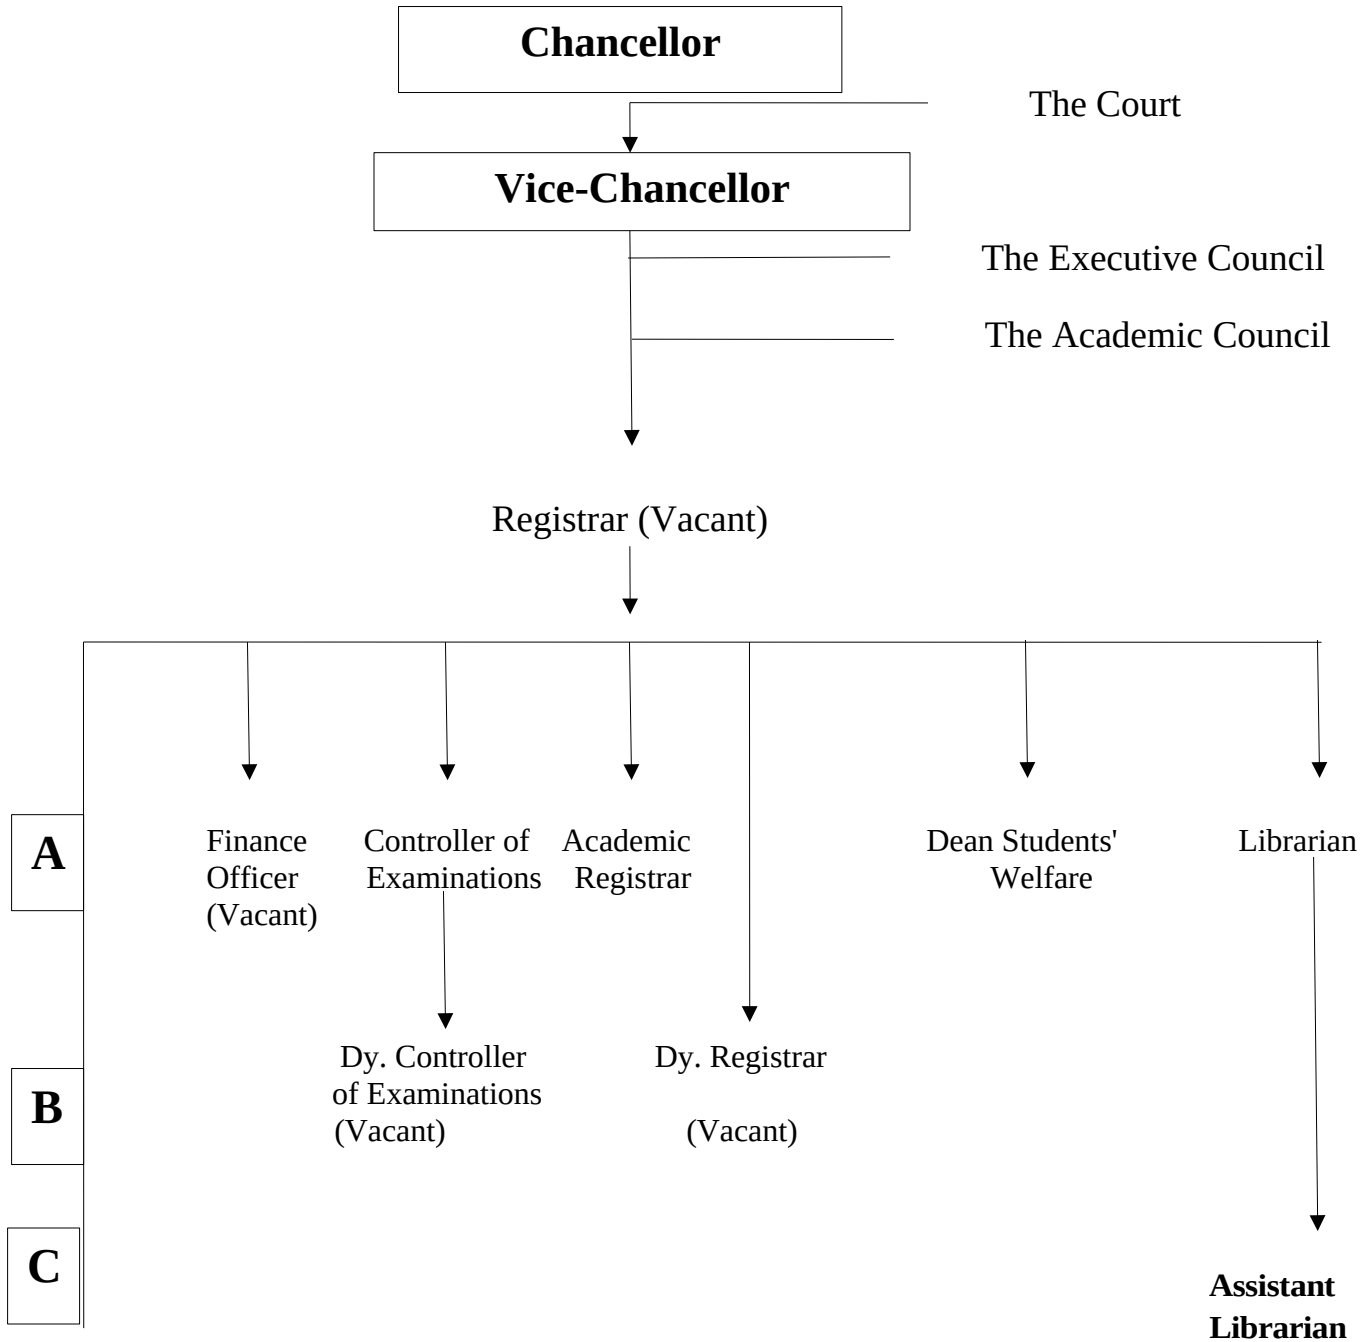 Chancellor
The Court
Vice-Chancellor
The Executive Council
The Academic Council
Registrar (Vacant)
A
Finance
Officer
(Vacant)
Controller of
Examinations
Academic
Registrar
Dean Students'
Welfare
Librarian
B
Dy. Controller
of Examinations
(Vacant)
Dy. Registrar
(Vacant)
C
Assistant
Librarian